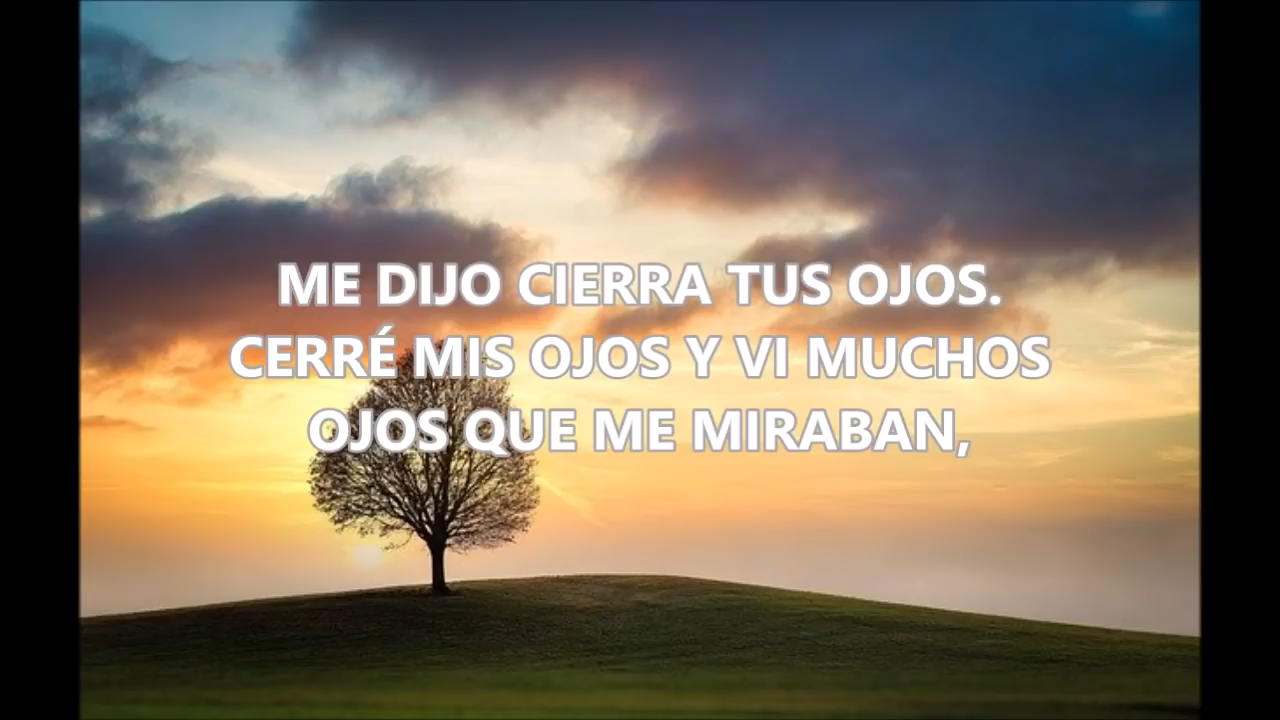 ME DIJO CIERRA TUS OJOS.
CERRÉ MIS OJOS Y VI MUCHOS
OJOS QUE ME MIRABAN,